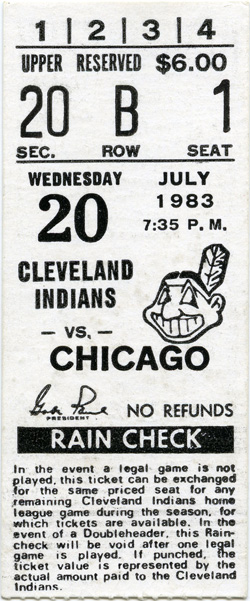 1 | 2 | 3 | 4
UPPER RESERVED $6.00
20 B 1
SEC. ROW SEAT
WEDNESDAY JULY
20 1983
7:35 P. M.
CLEVELAND
INDIANS
— VS. —
CHICAGO
PRESIDENT
NO REFUNDS
RAIN CHECK
In the event a legal game is not
played, this ticket can be exchanged
for the same priced seat for any
remaining Cleveland Indians home
league game during the season, for
which tickets are available. In the
event of a Doubleheader, this Rain-
check will be void after one legal
game is played. If punched, the
ticket value is represented by the
actual amount paid to the Cleveland
Indians.